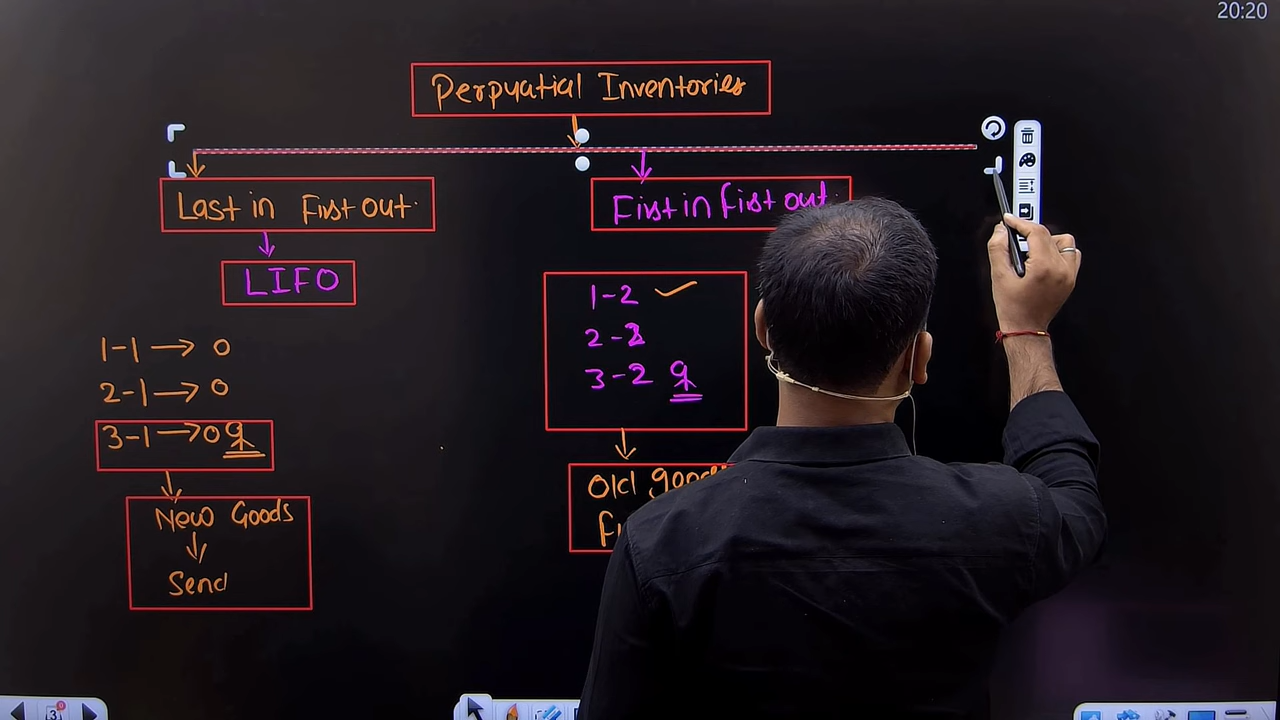 20:20
Perpuatial Inventories
Last in First out.
First in first out.
LIFO
1-2 ✓
2-2
3-2 q
1-1 → 0
2-1 → 0
3-1 → 0 q
Old goods
New Goods
↓
Send
3